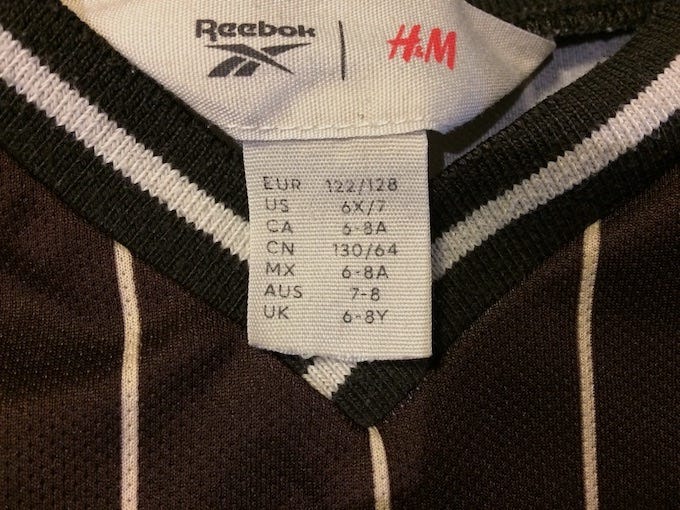 Reebok | H&M
EUR 122/128
US 6X/7
CA 6-8A
CN 130/64
MX 6-8A
AUS 7-8
UK 6-8Y